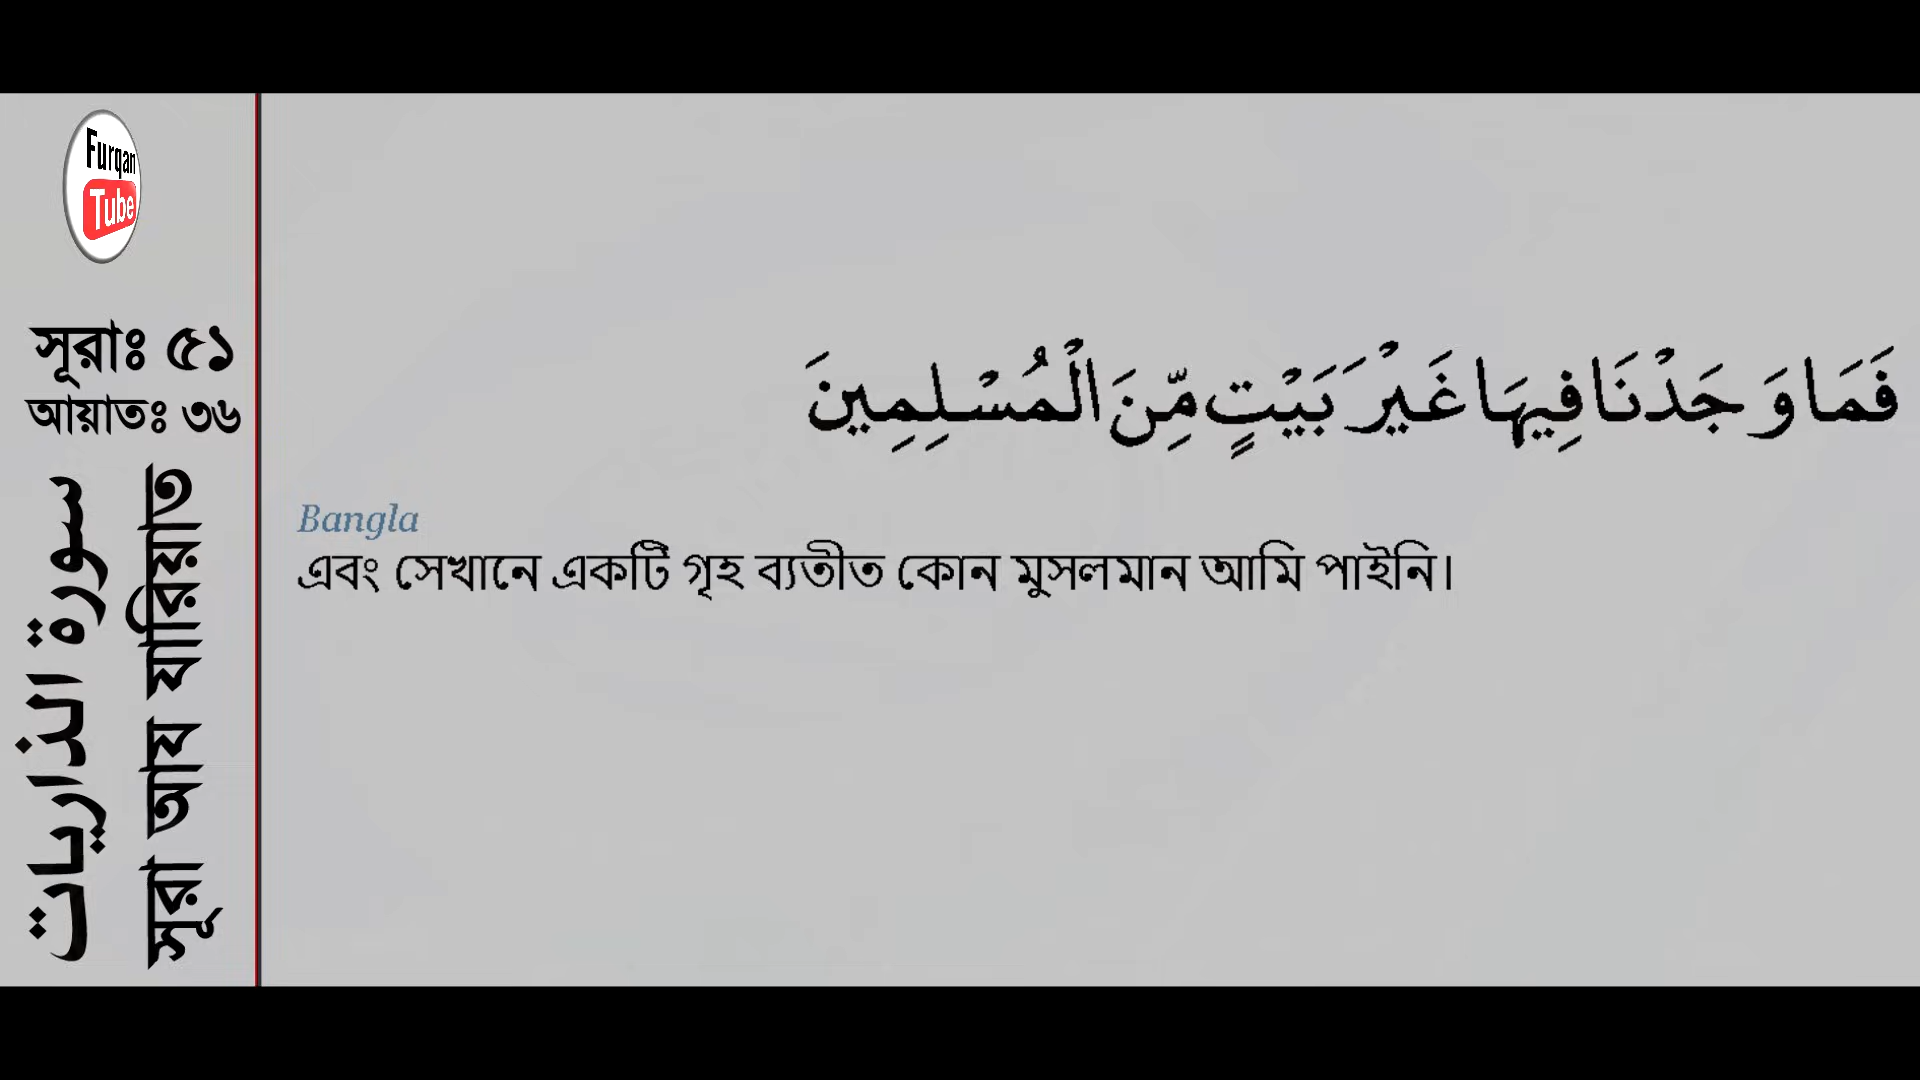 Furqan
Tube
সূরাঃ ৫১
আয়াতঃ ৩৬
سورة الذاريات
সূরা আয যারিয়াত
فَمَا وَجَدْنَا فِيهَا غَيْرَ بَيْتٍ مِّنَ الْمُسْلِمِينَ
Bangla
এবং সেখানে একটি গৃহ ব্যতীত কোন মুসলমান আমি পাইনি।